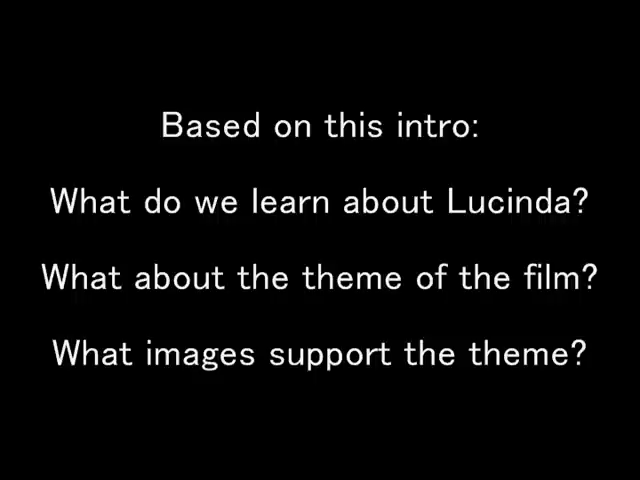 Based on this intro:
What do we learn about Lucinda?
What about the theme of the film?
What images support the theme?